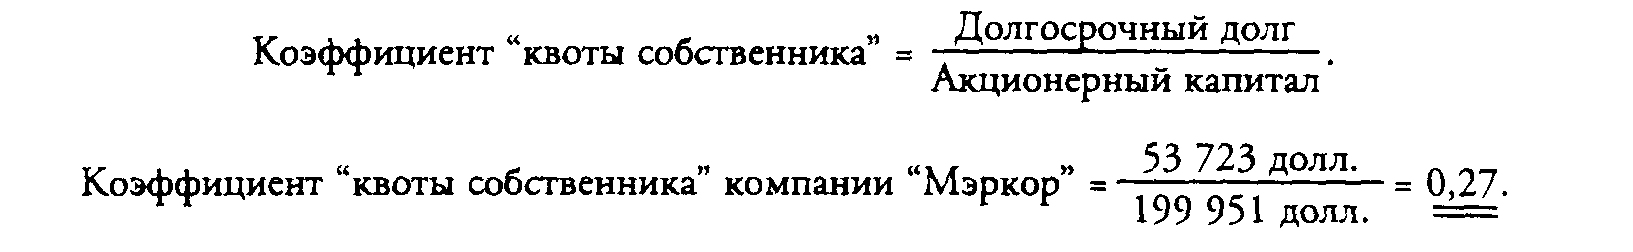 Коэффициент “квоты собственника” = Долгосрочный долг / Акционерный капитал.
Коэффициент “квоты собственника” компании “Мэркор” = 53 723 долл. / 199 951 долл. = 0,27.